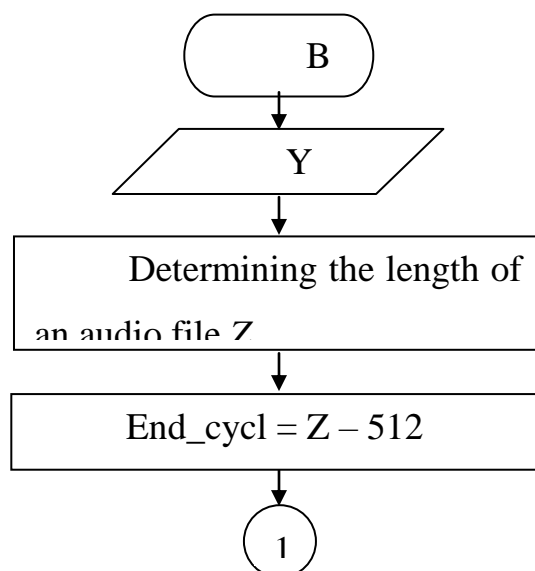 B
Y
Determining the length of
an audio file Z
End_cycl = Z – 512
1